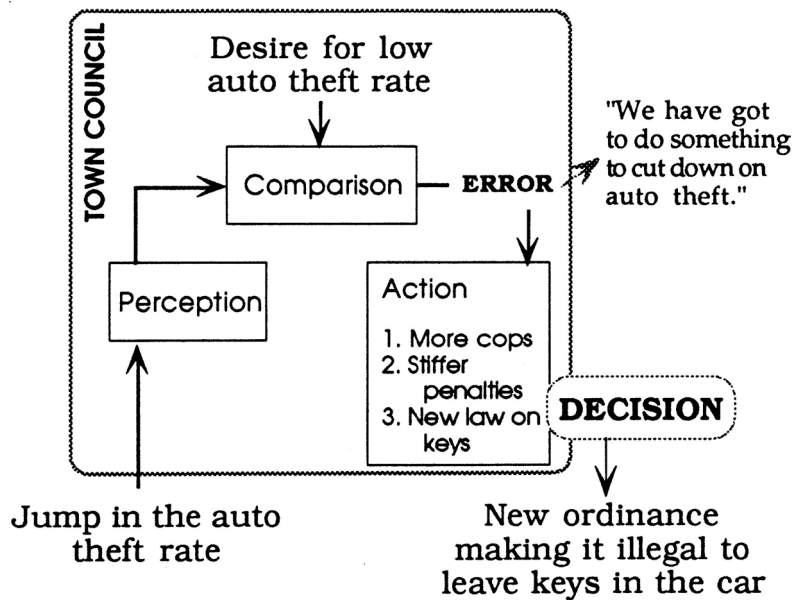 TOWN COUNCIL
Desire for low
auto theft rate
Comparison
ERROR
"We have got
to do something
to cut down on
auto theft."
Perception
Action
1. More cops
2. Stiffer
penalties
3. New law on
keys
DECISION
Jump in the auto
theft rate
New ordinance
making it illegal to
leave keys in the car